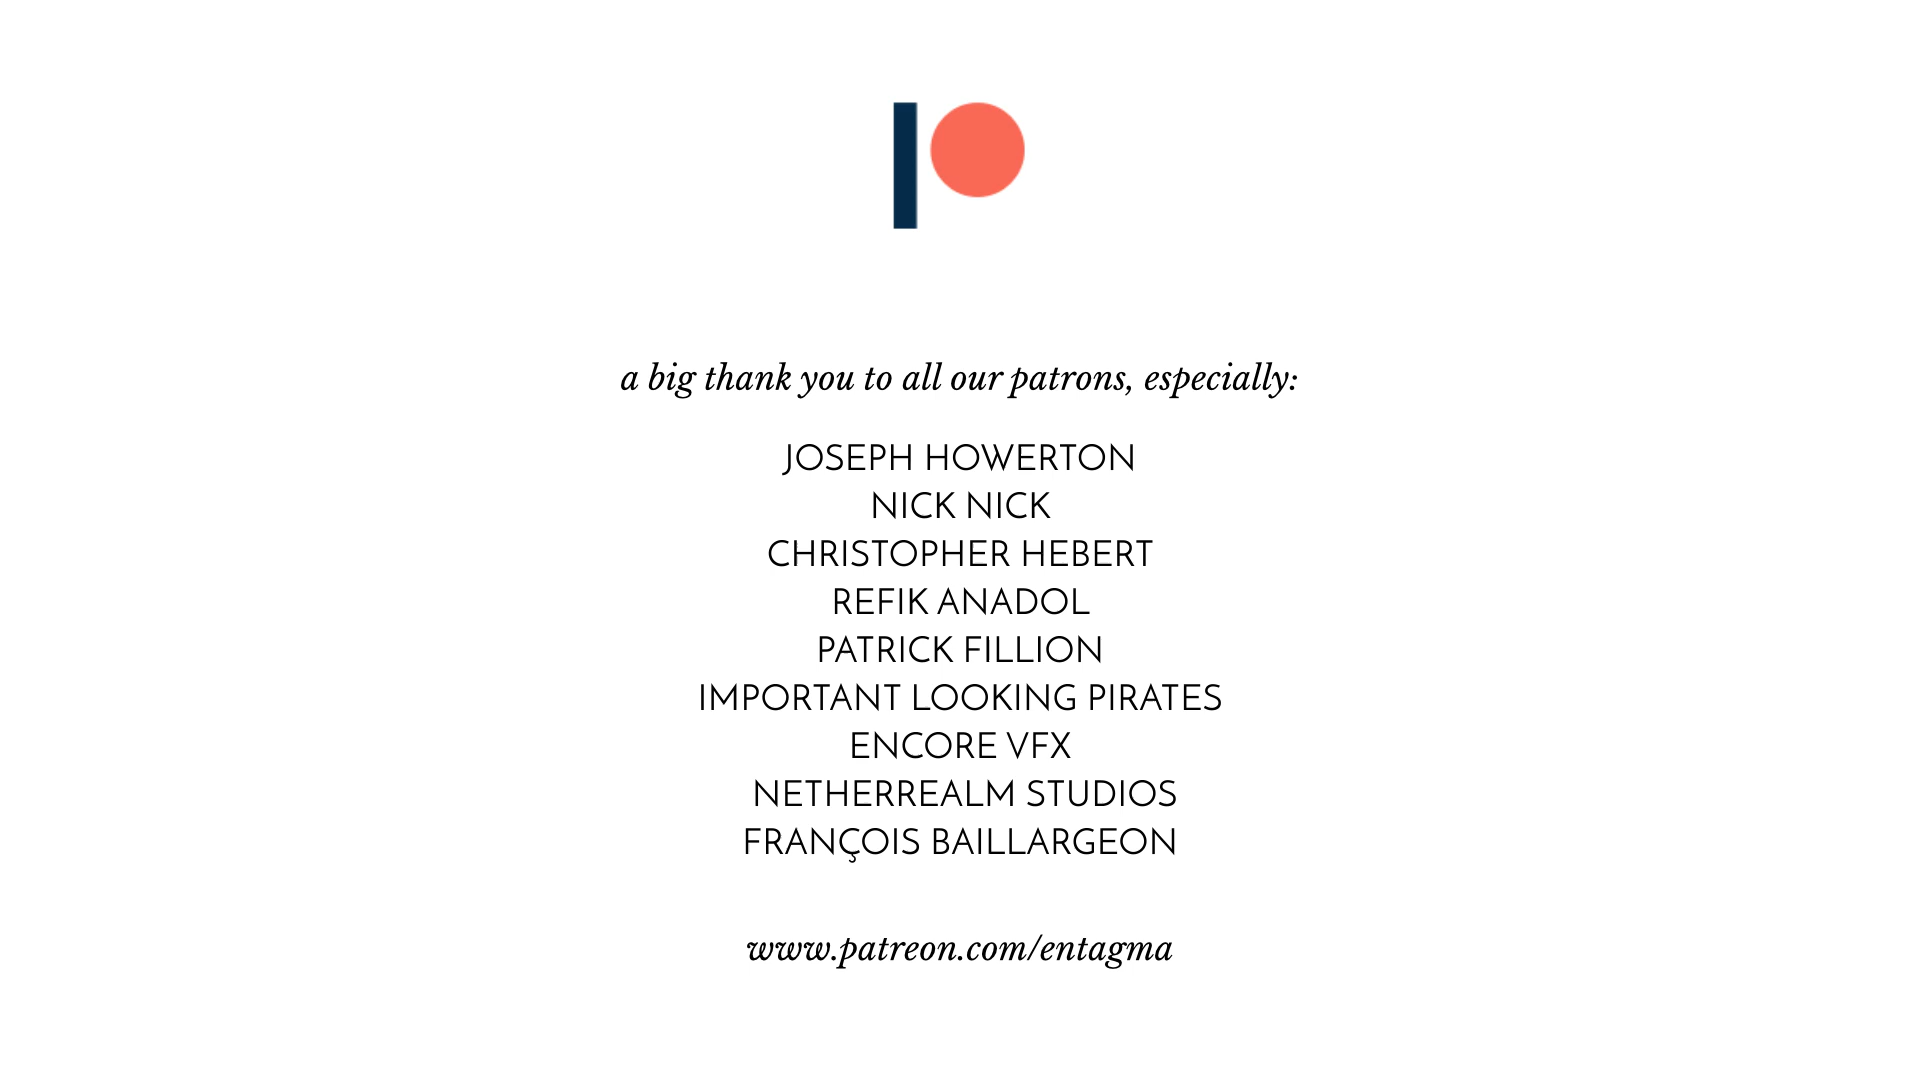 a big thank you to all our patrons, especially:
JOSEPH HOWERTON
NICK NICK
CHRISTOPHER HEBERT
REFIK ANADOL
PATRICK FILLION
IMPORTANT LOOKING PIRATES
ENCORE VFX
NETHERREALM STUDIOS
FRANÇOIS BAILLARGEON
www.patreon.com/entagma